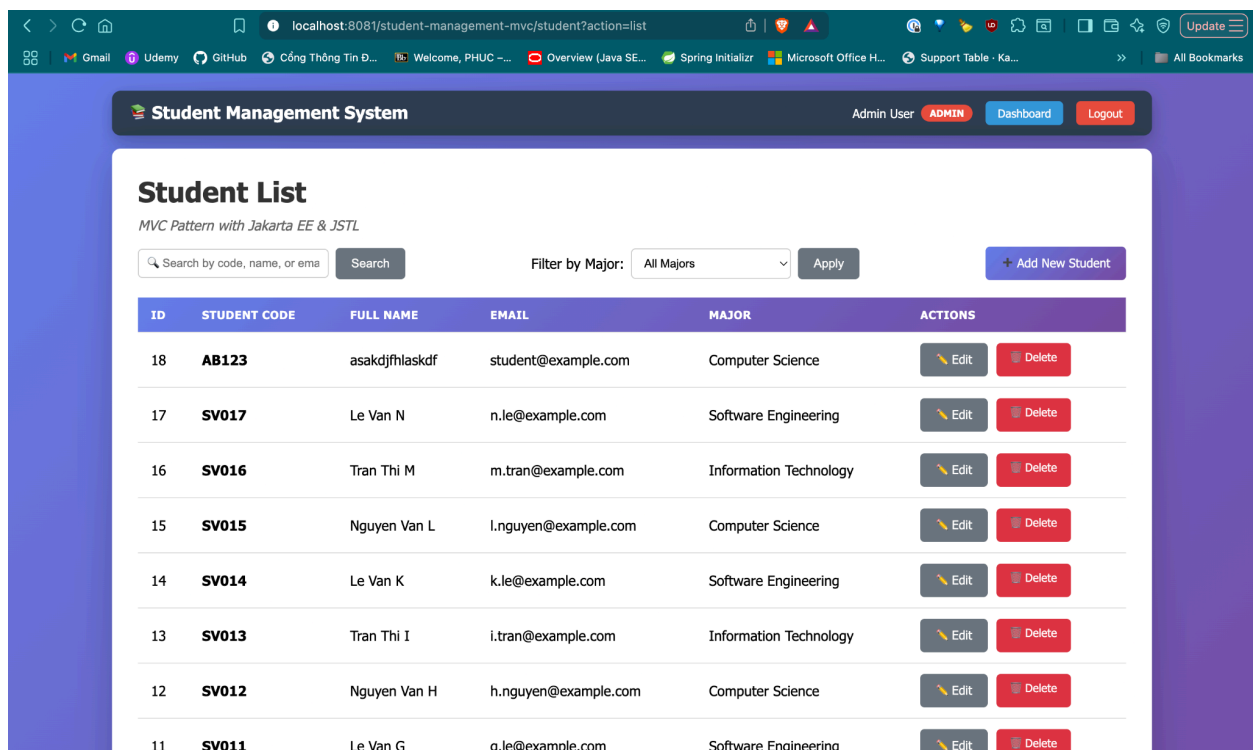 localhost:8081/student-management-mvc/student?action=list
Update
Gmail Udemy GitHub Cổng Thông Tin Đ... Welcome, PHUC –... Overview (Java SE... Spring Initializr Microsoft Office H... Support Table · Ka... » All Bookmarks
Student Management System Admin User ADMIN Dashboard Logout
Student List
MVC Pattern with Jakarta EE & JSTL
Search by code, name, or ema Search Filter by Major: All Majors Apply + Add New Student
ID STUDENT CODE FULL NAME EMAIL MAJOR ACTIONS
18 AB123 asakdjfhlaskdf student@example.com Computer Science Edit Delete
17 SV017 Le Van N n.le@example.com Software Engineering Edit Delete
16 SV016 Tran Thi M m.tran@example.com Information Technology Edit Delete
15 SV015 Nguyen Van L l.nguyen@example.com Computer Science Edit Delete
14 SV014 Le Van K k.le@example.com Software Engineering Edit Delete
13 SV013 Tran Thi I i.tran@example.com Information Technology Edit Delete
12 SV012 Nguyen Van H h.nguyen@example.com Computer Science Edit Delete
11 SV011 Le Van G g.le@example.com Software Engineering Edit Delete